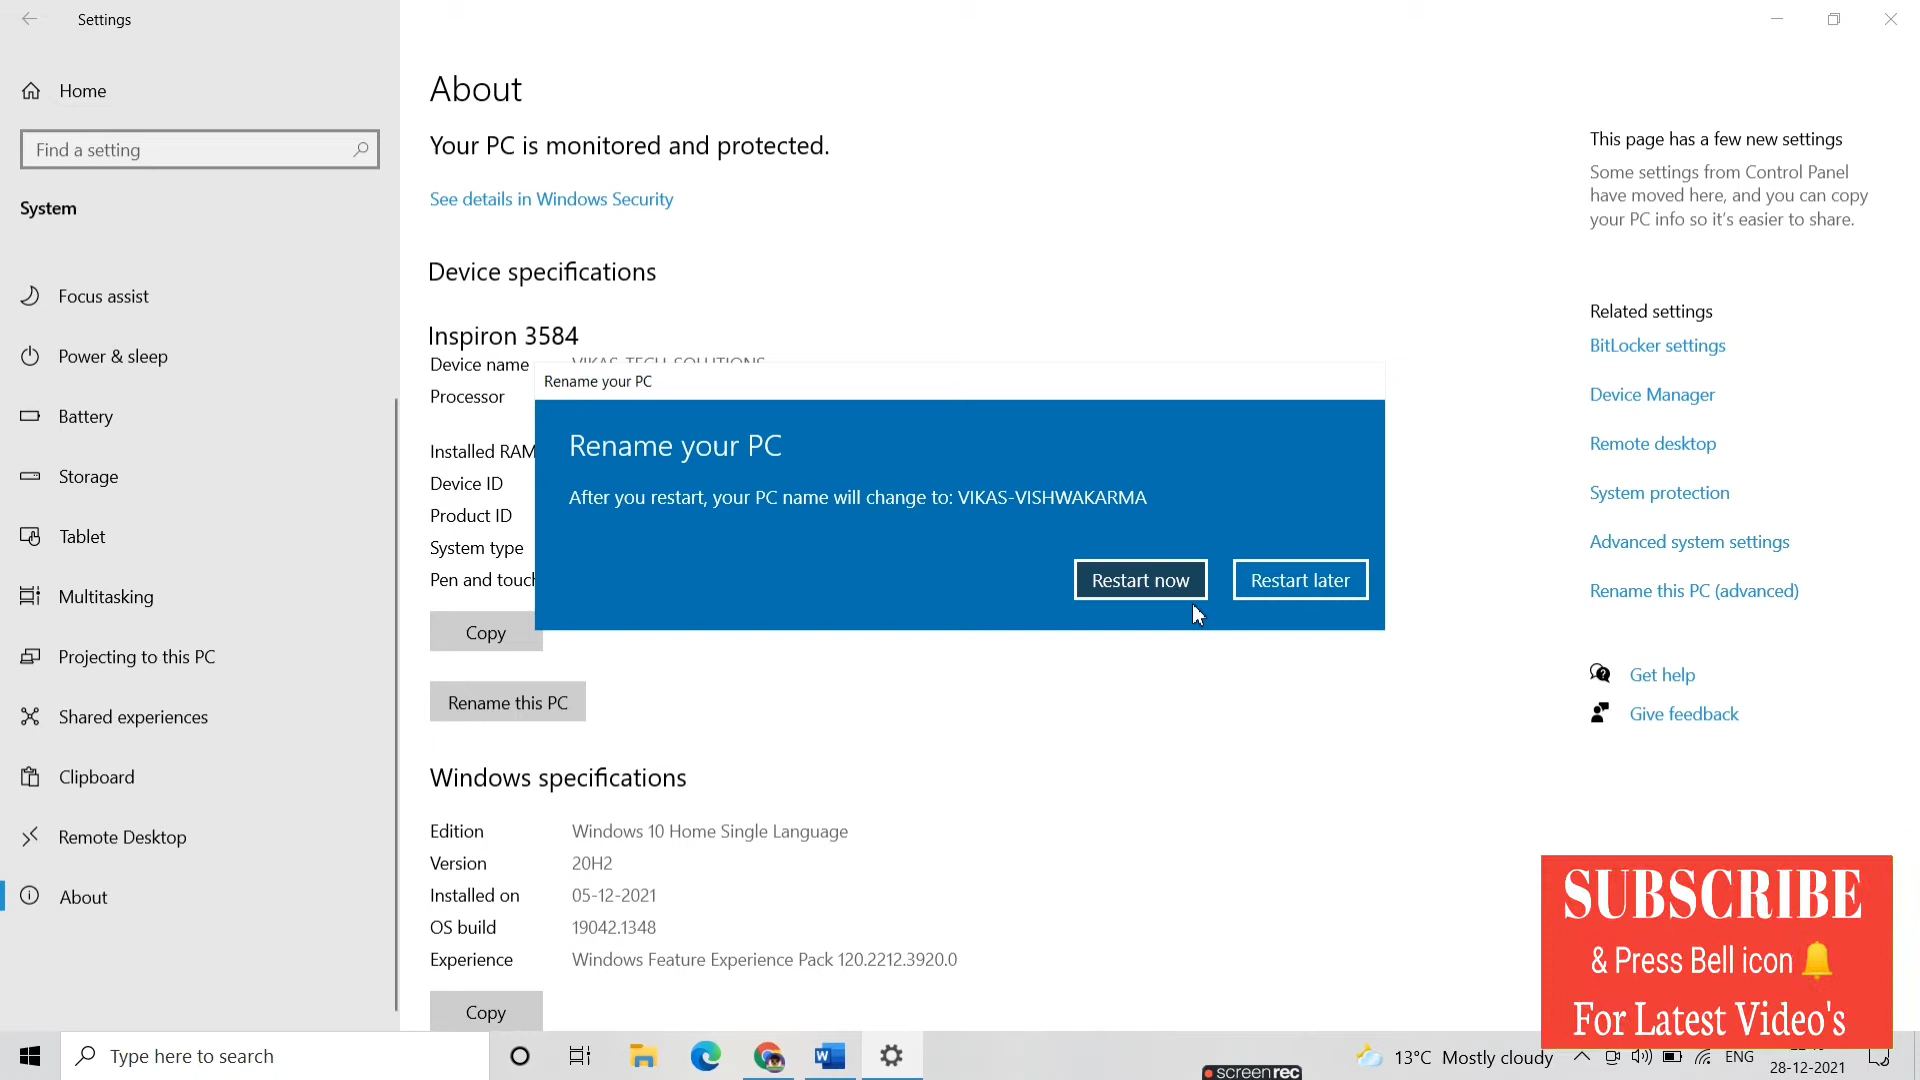 Settings
Home
Find a setting
System
Focus assist
Power & sleep
Battery
Storage
Tablet
Multitasking
Projecting to this PC
Shared experiences
Clipboard
Remote Desktop
About
About
Your PC is monitored and protected.
See details in Windows Security
Device specifications
Inspiron 3584
Device name VIKAS-TECH-SOLUTIONS
Processor
Installed RAM
Device ID
Product ID
System type
Pen and touch
Copy
Rename this PC
Rename your PC
Rename your PC
After you restart, your PC name will change to: VIKAS-VISHWAKARMA
Restart now
Restart later
Windows specifications
Edition Windows 10 Home Single Language
Version 20H2
Installed on 05-12-2021
OS build 19042.1348
Experience Windows Feature Experience Pack 120.2212.3920.0
Copy
This page has a few new settings
Some settings from Control Panel
have moved here, and you can copy
your PC info so it's easier to share.
Related settings
BitLocker settings
Device Manager
Remote desktop
System protection
Advanced system settings
Rename this PC (advanced)
Get help
Give feedback
SUBSCRIBE
& Press Bell icon
For Latest Video's
Type here to search
screenrec
13°C Mostly cloudy
ENG
28-12-2021